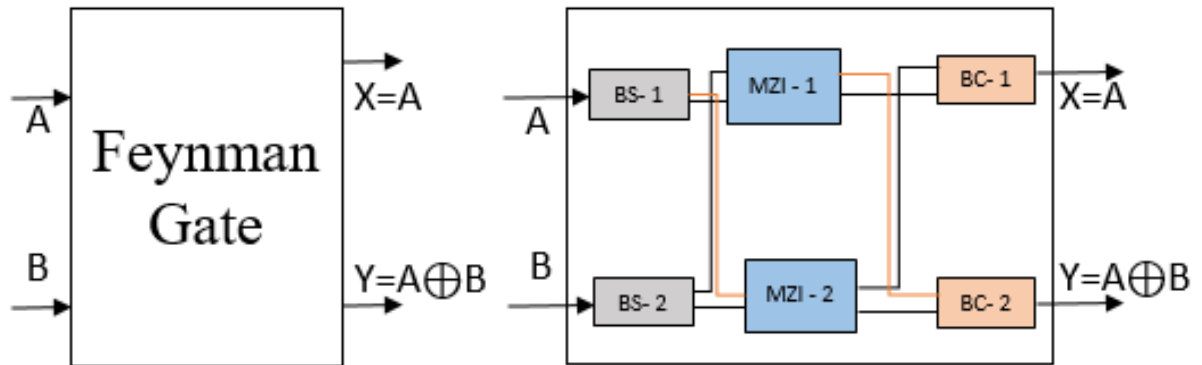 A
B
Feynman
Gate
X=A
Y=A⊕B
A
B
BS- 1
BS- 2
MZI - 1
MZI - 2
BC- 1
BC- 2
X=A
Y=A⊕B